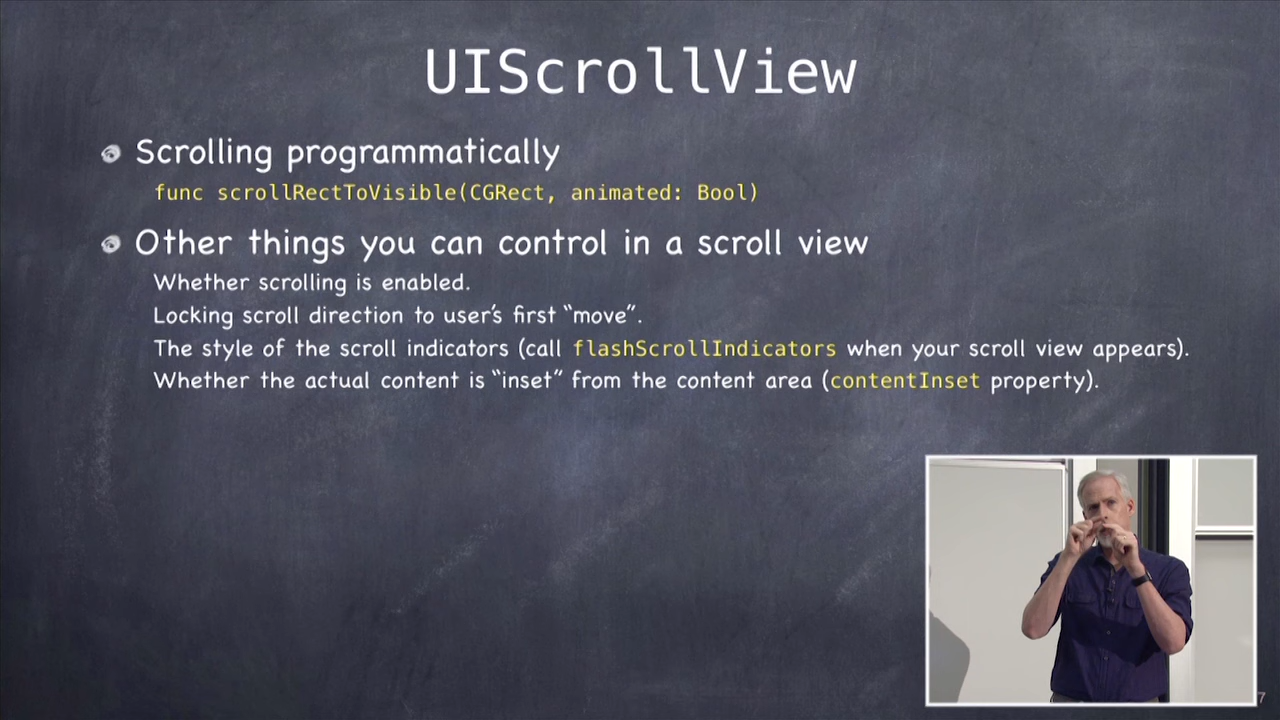 UIScrollView
Scrolling programmatically
func scrollRectToVisible(CGRect, animated: Bool)
Other things you can control in a scroll view
Whether scrolling is enabled.
Locking scroll direction to user’s first “move”.
The style of the scroll indicators (call flashScrollIndicators when your scroll view appears).
Whether the actual content is “inset” from the content area (contentInset property).
7